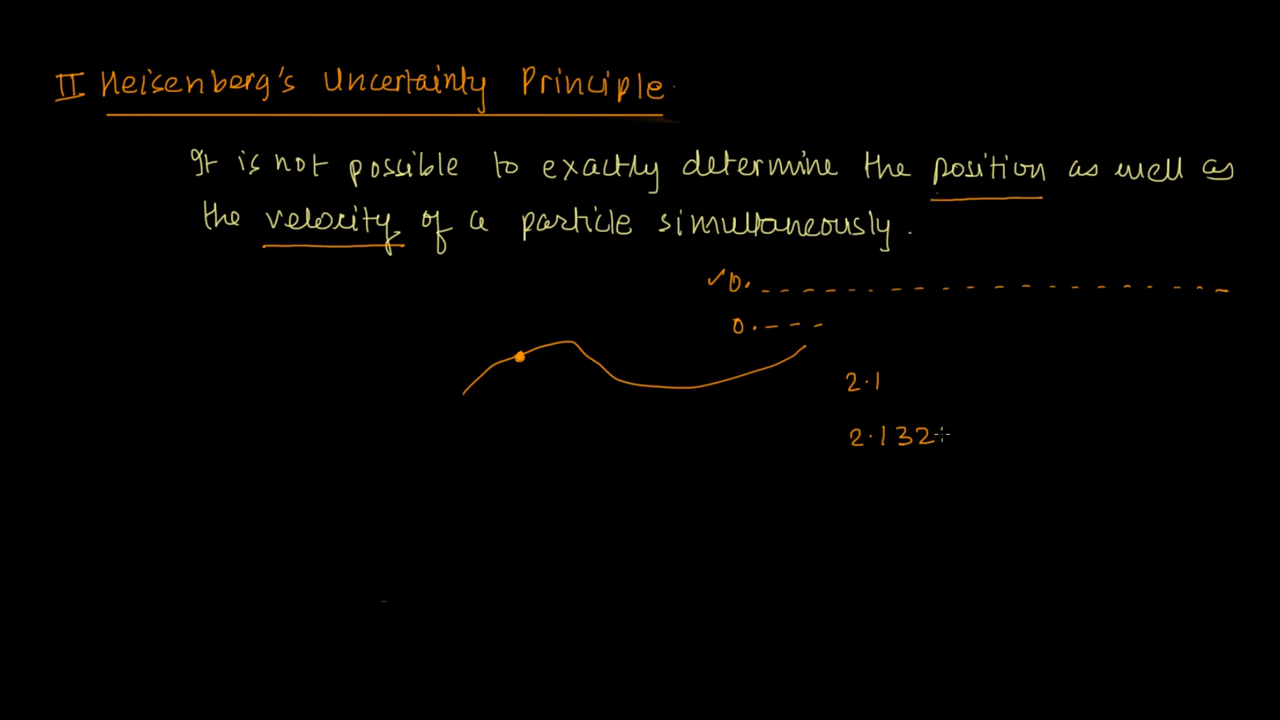 II Heisenberg's Uncertainty Principle.
It is not possible to exactly determine the position as well as
the velocity of a particle simultaneously.
✓0. _ _ _ _ _ _ _ _ _ _ _ _ _ _ _ _ _ _ _ _
0. _ _ _
2.1
2.132